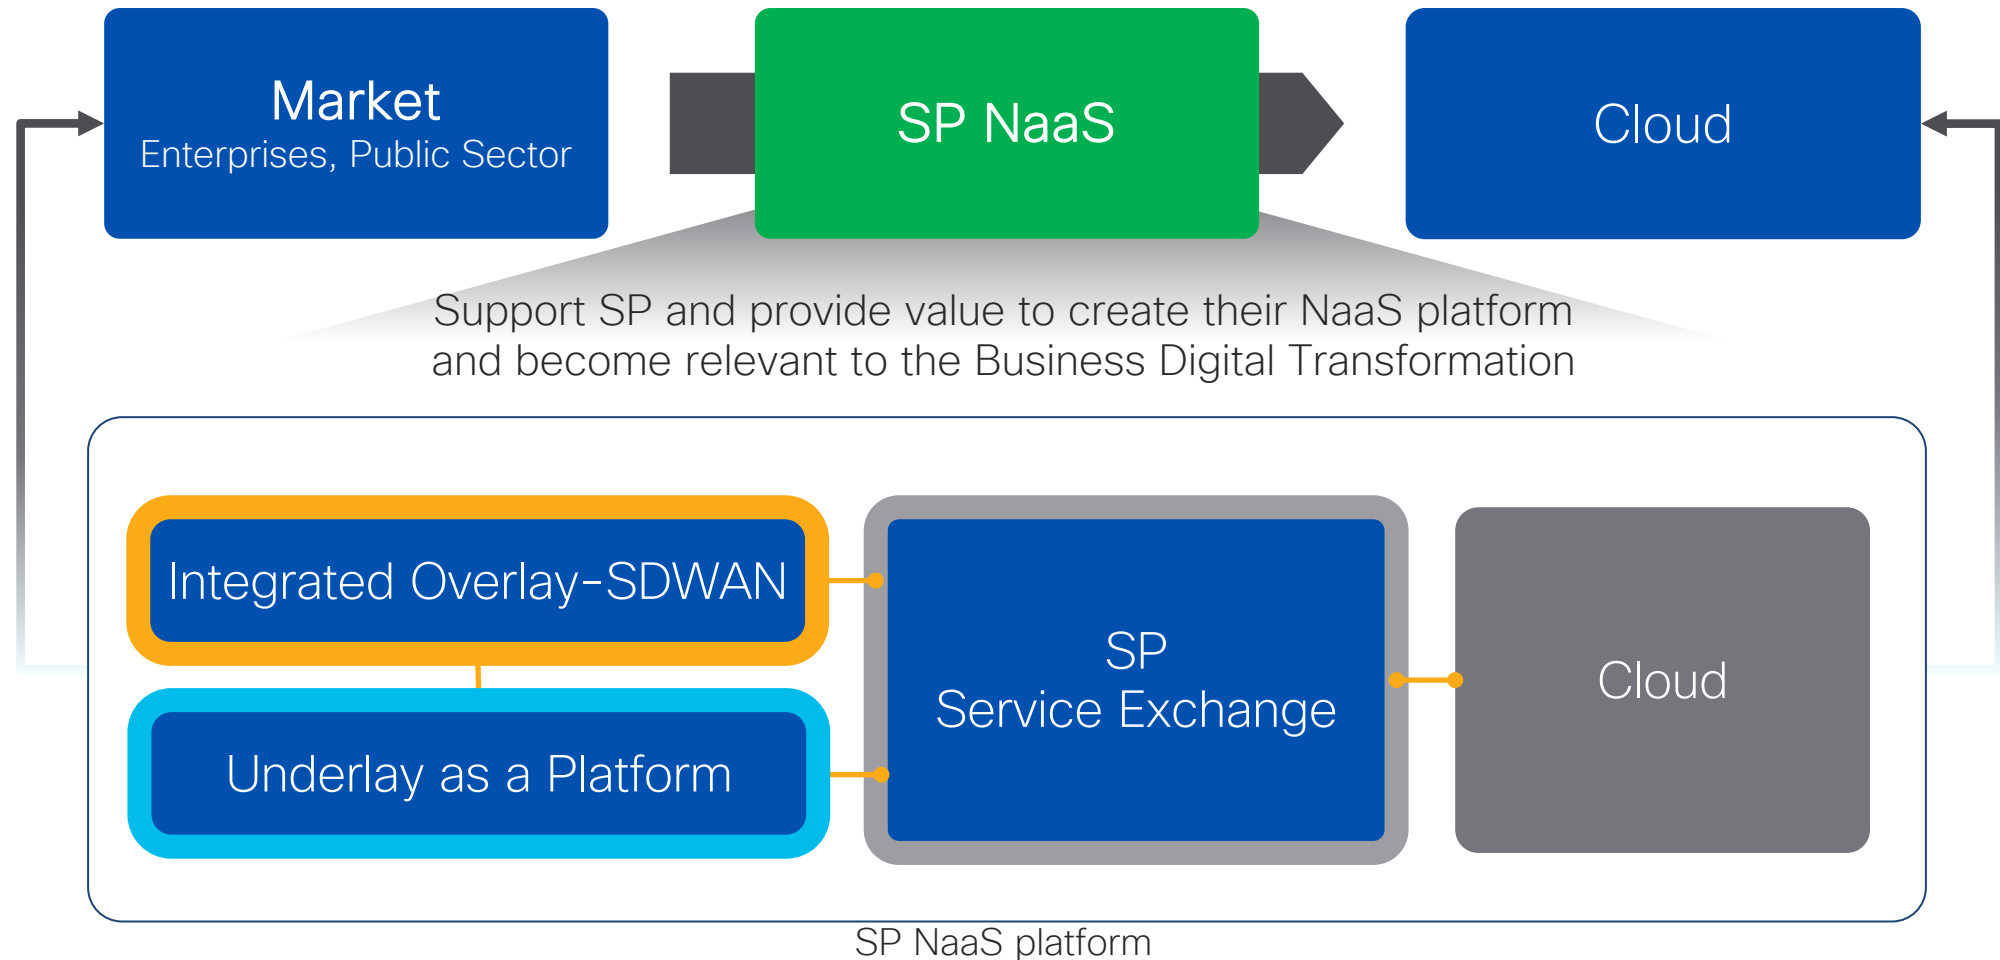 Market
Enterprises, Public Sector
SP NaaS
Cloud
Support SP and provide value to create their NaaS platform
and become relevant to the Business Digital Transformation
Integrated Overlay-SDWAN
Underlay as a Platform
SP
Service Exchange
Cloud
SP NaaS platform